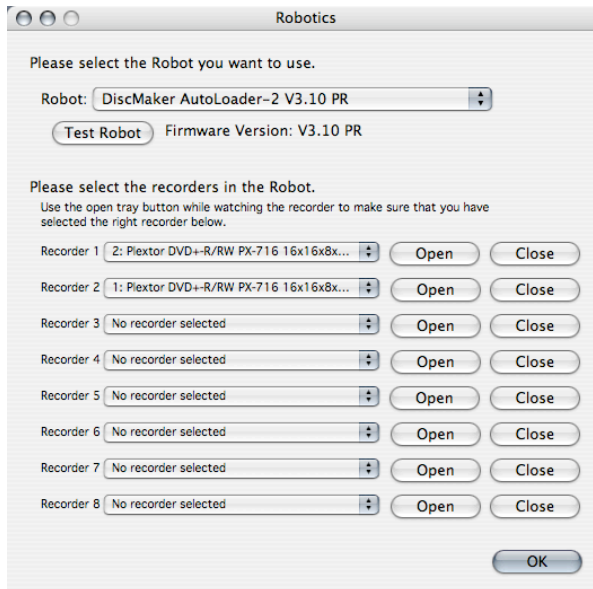 Robotics
Please select the Robot you want to use.
Robot: DiscMaker AutoLoader-2 V3.10 PR
Test Robot Firmware Version: V3.10 PR
Please select the recorders in the Robot.
Use the open tray button while watching the recorder to make sure that you have
selected the right recorder below.
Recorder 1 2: Plextor DVD+-R/RW PX-716 16x16x8x... Open Close
Recorder 2 1: Plextor DVD+-R/RW PX-716 16x16x8x... Open Close
Recorder 3 No recorder selected Open Close
Recorder 4 No recorder selected Open Close
Recorder 5 No recorder selected Open Close
Recorder 6 No recorder selected Open Close
Recorder 7 No recorder selected Open Close
Recorder 8 No recorder selected Open Close
OK